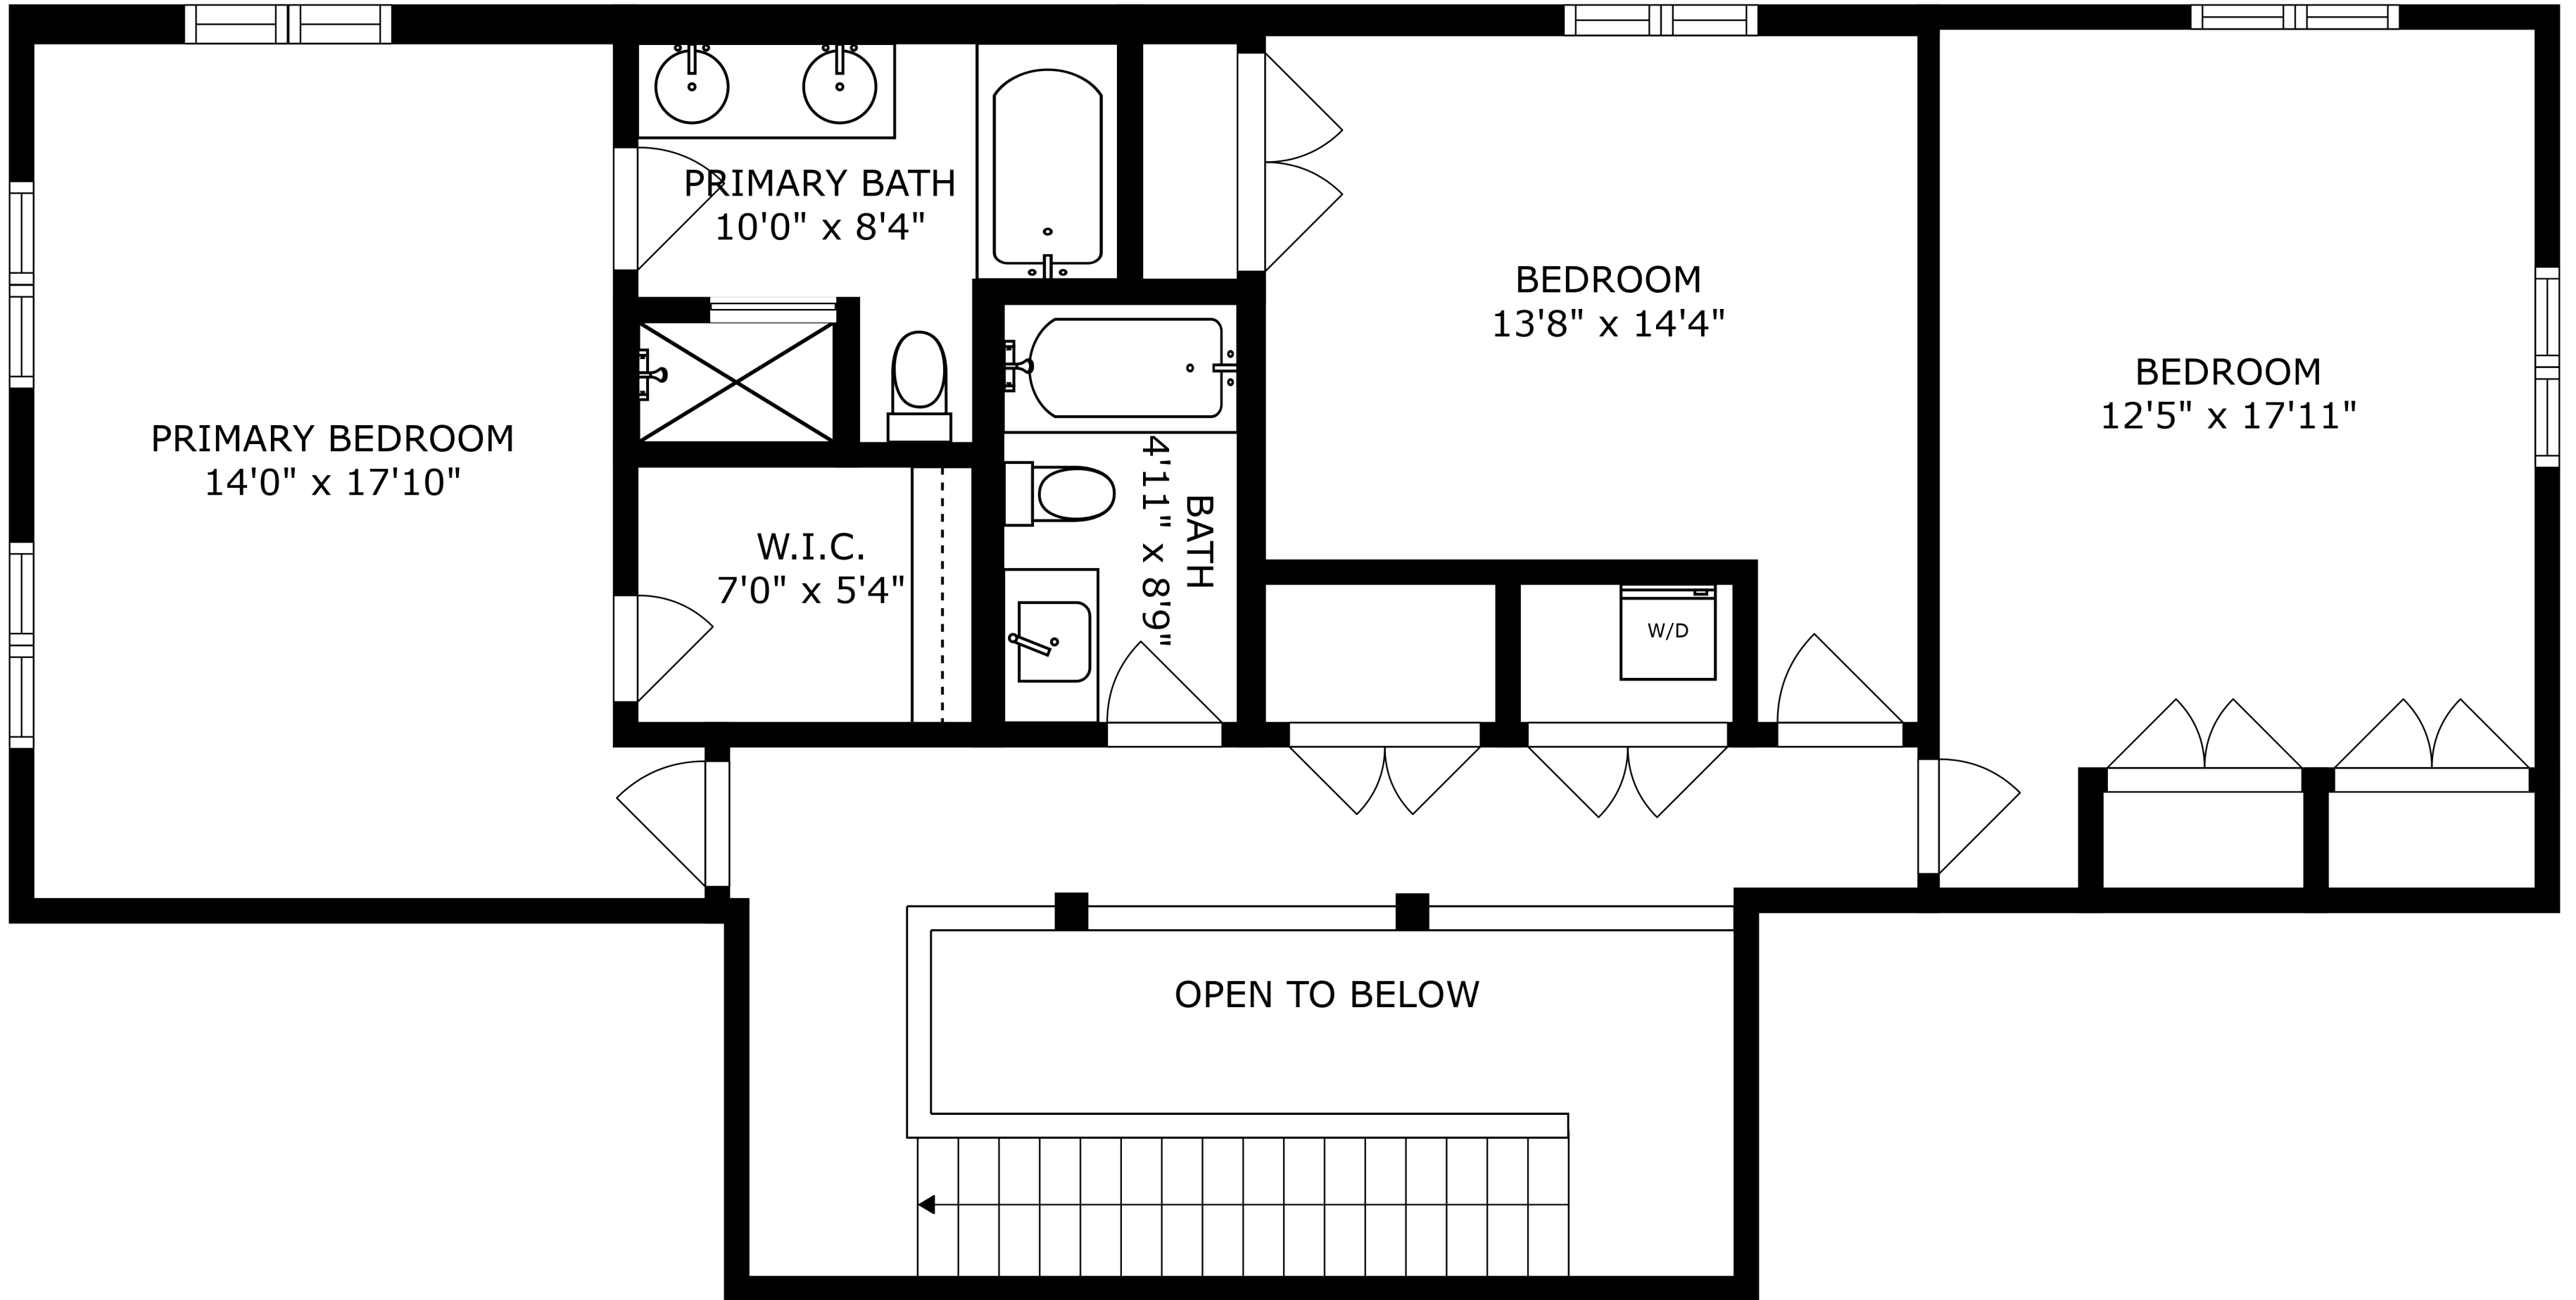 PRIMARY BATH
10'0" x 8'4"
BEDROOM
13'8" x 14'4"
BEDROOM
12'5" x 17'11"
PRIMARY BEDROOM
14'0" x 17'10"
W.I.C.
7'0" x 5'4"
BATH
4'11" x 8'9"
W/D
OPEN TO BELOW